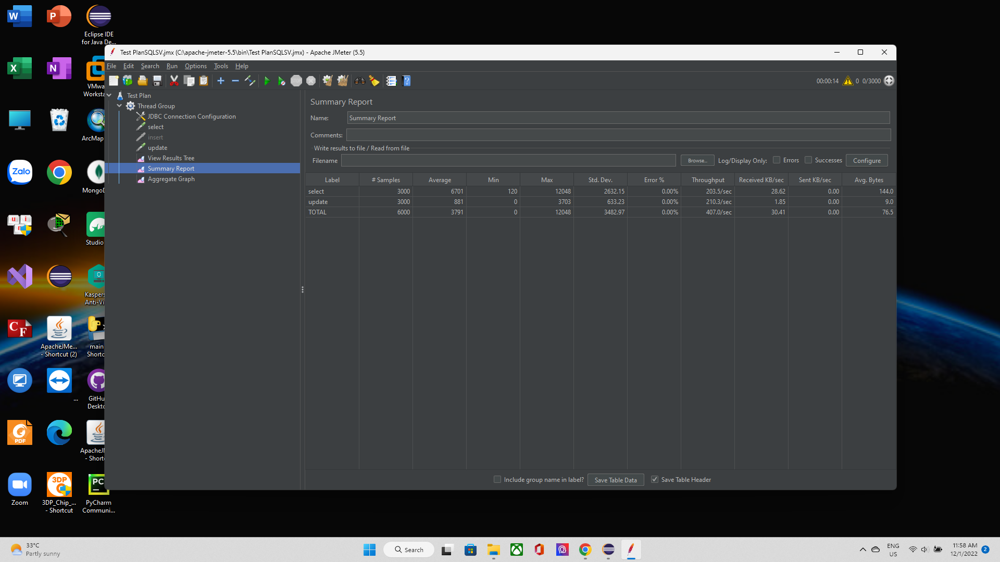 Eclipse IDE
for Java De...
VMwa
Worksta
ArcMap
Zalo
MongoD
Studio
Kaspers
Anti-Vi
ApacheJMe...
- Shortcut (2)
main
Shortc
...
GitHu
Deskto
PDF
ApacheJM
- Shorto
Zoom
3DP
3DP_Chip_...
- Shortcut
PC
PyCharm
Communi...
Test PlanSQLSV.jmx (C:\apache-jmeter-5.5\bin\Test PlanSQLSV.jmx) - Apache JMeter (5.5)
File Edit Search Run Options Tools Help
STOP
00:00:14 0 0/3000
Test Plan
Thread Group
JDBC Connection Configuration
select
insert
update
View Results Tree
Summary Report
Aggregate Graph
Summary Report
Name: Summary Report
Comments:
Write results to file / Read from file
Filename Browse... Log/Display Only: Errors Successes Configure
Label # Samples Average Min Max Std. Dev. Error % Throughput Received KB/sec Sent KB/sec Avg. Bytes
select 3000 6701 120 12048 2632.15 0.00% 203.5/sec 28.62 0.00 144.0
update 3000 881 0 3703 633.23 0.00% 210.3/sec 1.85 0.00 9.0
TOTAL 6000 3791 0 12048 3482.97 0.00% 407.0/sec 30.41 0.00 76.5
Include group name in label? Save Table Data Save Table Header
33°C
Partly sunny
Search
ENG
US
11:58 AM
12/1/2022
2